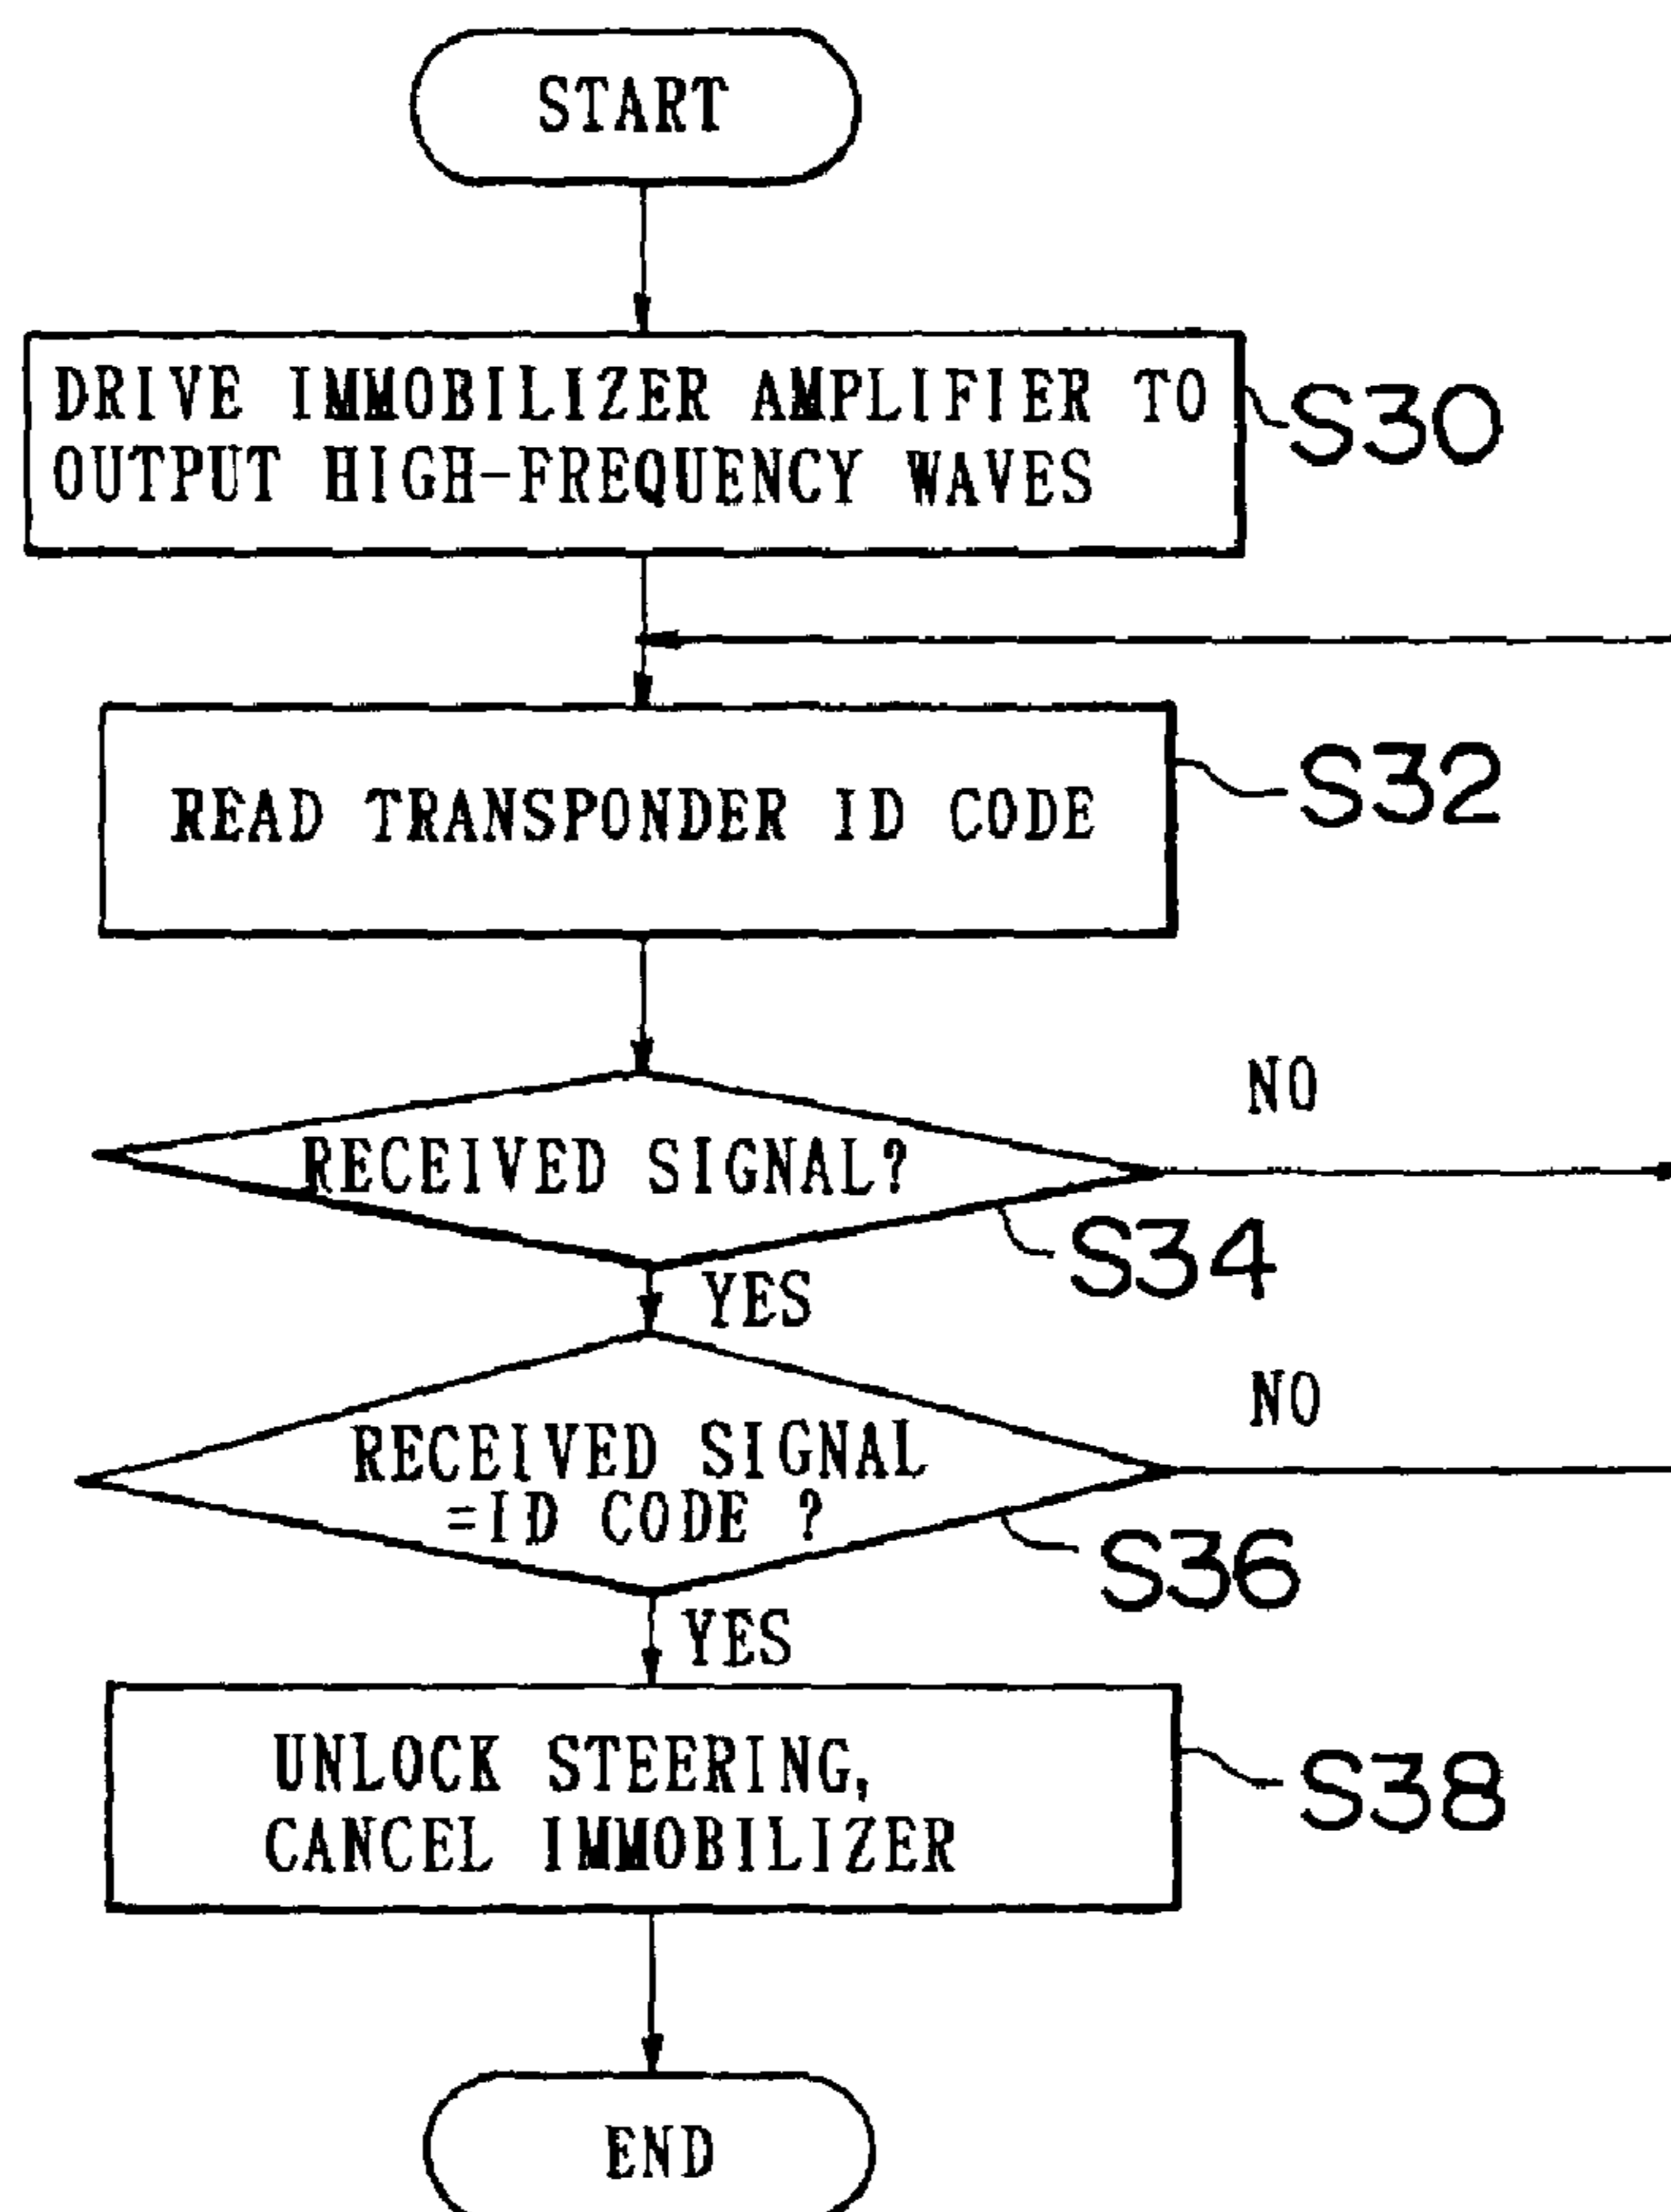 START
DRIVE IMMOBILIZER AMPLIFIER TO
OUTPUT HIGH-FREQUENCY WAVES
S30
READ TRANSPONDER ID CODE
S32
RECEIVED SIGNAL?
NO
S34
YES
RECEIVED SIGNAL
=ID CODE ?
NO
S36
YES
UNLOCK STEERING,
CANCEL IMMOBILIZER
S38
END